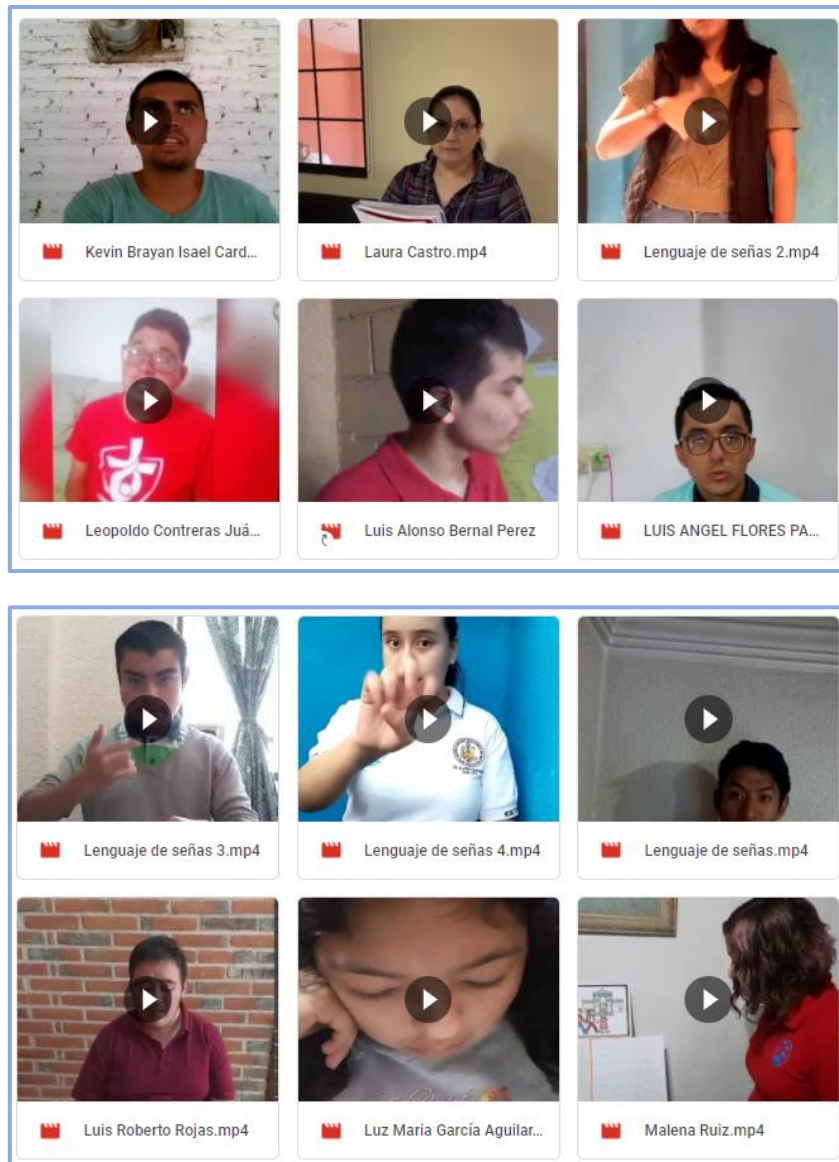 Kevin Brayan Isael Card...
Laura Castro.mp4
Lenguaje de señas 2.mp4
Leopoldo Contreras Juá...
Luis Alonso Bernal Perez
LUIS ANGEL FLORES PA...
Lenguaje de señas 3.mp4
Lenguaje de señas 4.mp4
Lenguaje de señas.mp4
Luis Roberto Rojas.mp4
Luz Maria García Aguilar...
Malena Ruiz.mp4